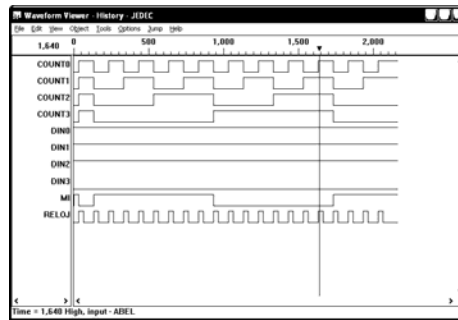 Waveform Viewer - History - JEDEC
File Edit View Object Tools Options Jump Help
1,640 0 500 1,000 1,500 2,000
COUNT0
COUNT1
COUNT2
COUNT3
DIN0
DIN1
DIN2
DIN3
MI
RELOJ
Time = 1,640 High, input - ABEL